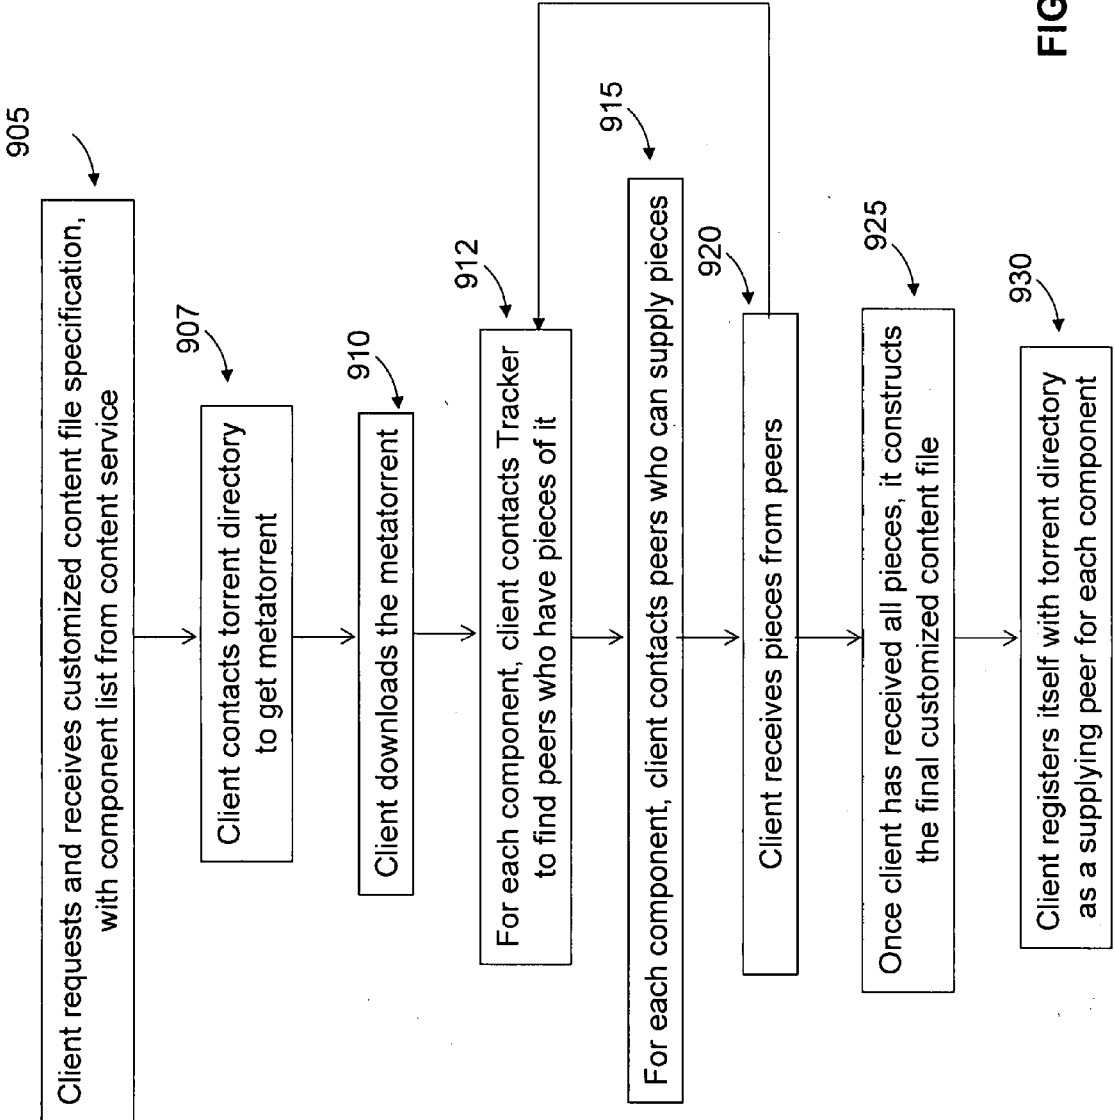 905
Client requests and receives customized content file specification,
with component list from content service
907
Client contacts torrent directory
to get metatorrent
910
Client downloads the metatorrent
912
For each component, client contacts Tracker
to find peers who have pieces of it
915
For each component, client contacts peers who can supply pieces
920
Client receives pieces from peers
925
Once client has received all pieces, it constructs
the final customized content file
930
Client registers itself with torrent directory
as a supplying peer for each component
FIG